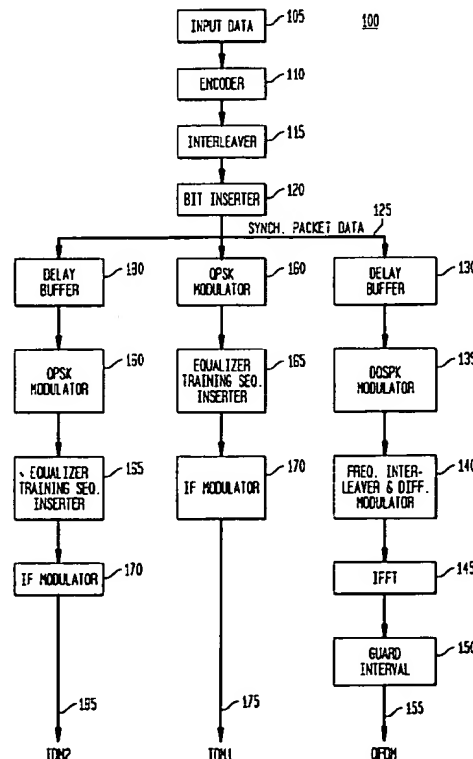 INPUT DATA
105
100
ENCODER
110
INTERLEAVER
115
BIT INSERTER
120
125
SYNCH. PACKET DATA
DELAY
BUFFER
130
QPSK
MODULATOR
160
DELAY
BUFFER
130
QPSK
MODULATOR
160
EQUALIZER
TRAINING SEQ.
INSERTER
165
DQSPK
MODULATOR
135
EQUALIZER
TRAINING SEQ.
INSERTER
165
IF MODULATOR
170
FREQ. INTER-
LEAVER & DIFF.
MODULATOR
140
IF MODULATOR
170
IFFT
145
GUARD
INTERVAL
150
185
175
155
TDM2
TDM1
OFDM